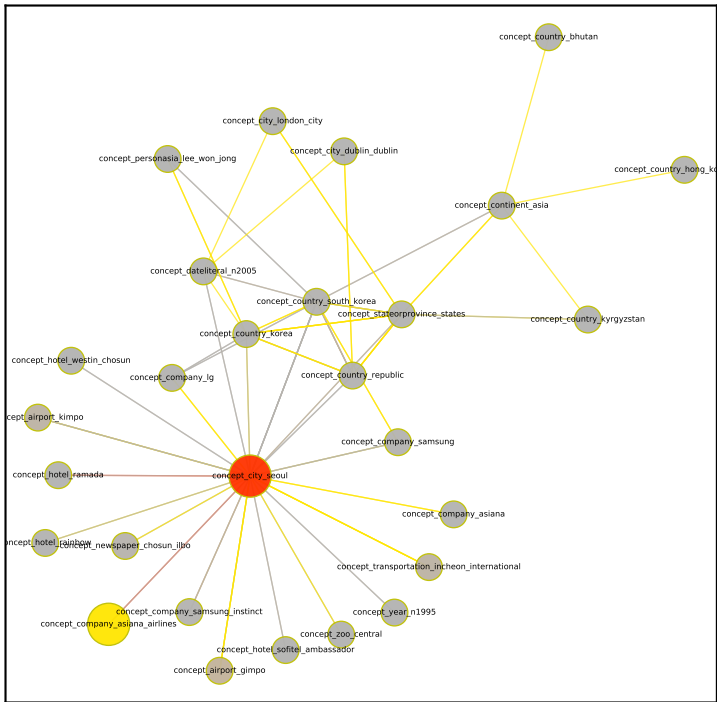 concept_country_bhutan
concept_city_london_city
concept_city_dublin_dublin
concept_personasia_lee_won_jong
concept_country_hong_ko
concept_continent_asia
concept_dateliteral_n2005
concept_country_south_korea
concept_stateorprovince_states
concept_country_kyrgyzstan
concept_country_korea
concept_hotel_westin_chosun
concept_company_lg
concept_country_republic
cept_airport_kimpo
concept_company_samsung
concept_hotel_ramada
concept_city_seoul
concept_company_asiana
concept_hotel_rainbow
concept_newspaper_chosun_ilbo
concept_transportation_incheon_international
concept_company_samsung_instinct
concept_year_n1995
concept_company_asiana_airlines
concept_zoo_central
concept_hotel_sofitel_ambassador
concept_airport_gimpo